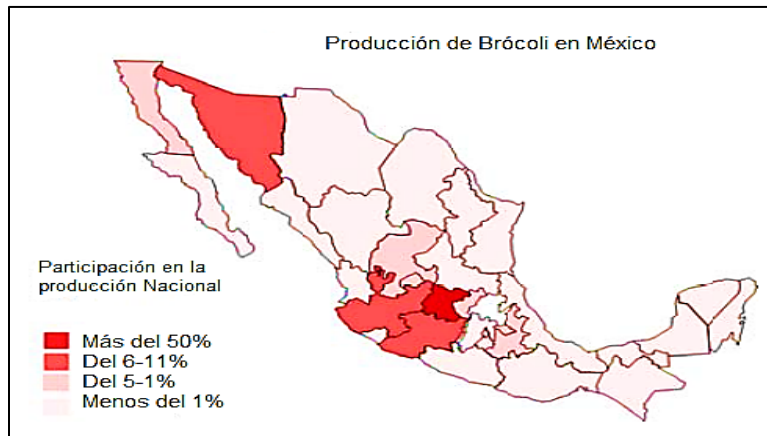 Producción de Brócoli en México
Participación en la
producción Nacional
Más del 50%
Del 6-11%
Del 5-1%
Menos del 1%